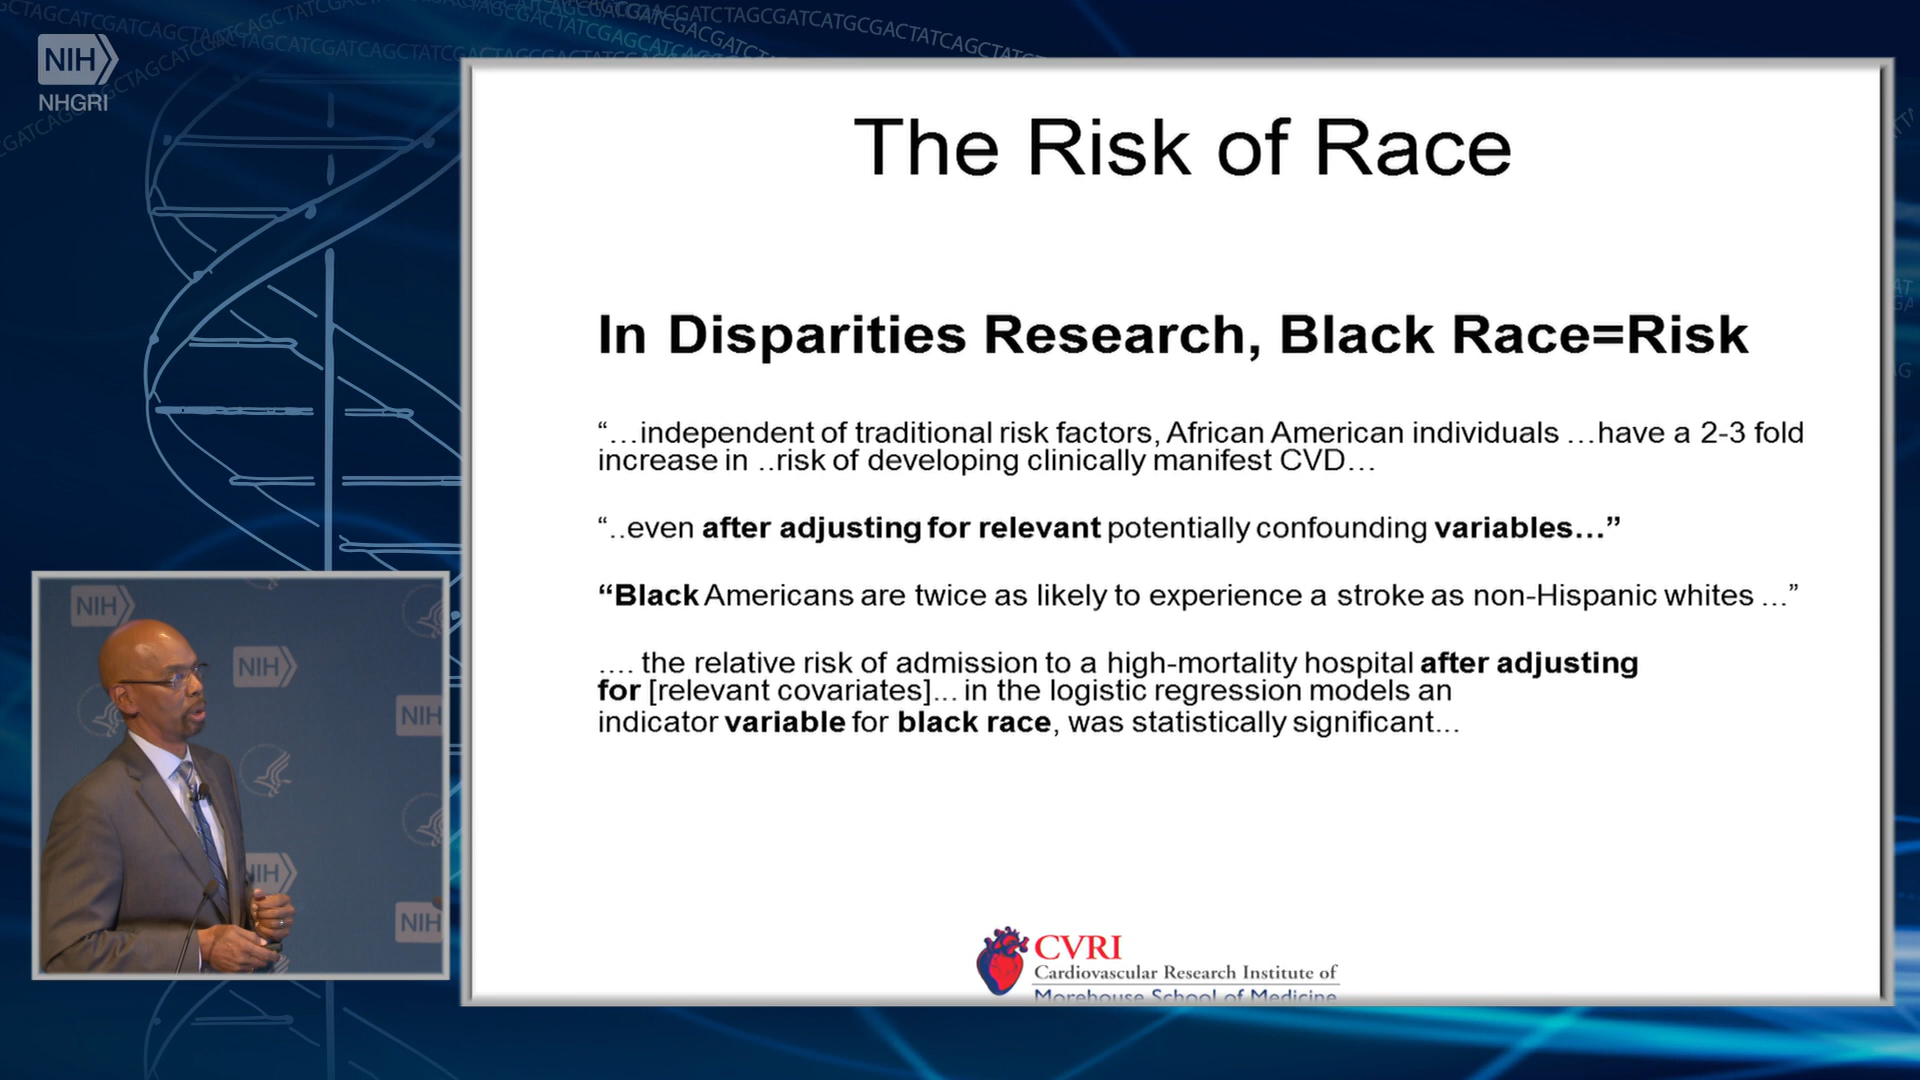 NIH
NHGRI
The Risk of Race
In Disparities Research, Black Race=Risk
“…independent of traditional risk factors, African American individuals …have a 2-3 fold
increase in ..risk of developing clinically manifest CVD…
“..even after adjusting for relevant potentially confounding variables…”
“Black Americans are twice as likely to experience a stroke as non-Hispanic whites …”
…. the relative risk of admission to a high-mortality hospital after adjusting
for [relevant covariates]... in the logistic regression models an
indicator variable for black race, was statistically significant…
CVRI
Cardiovascular Research Institute of
Morehouse School of Medicine
NIH
NIH
NIH
NIH
NIH